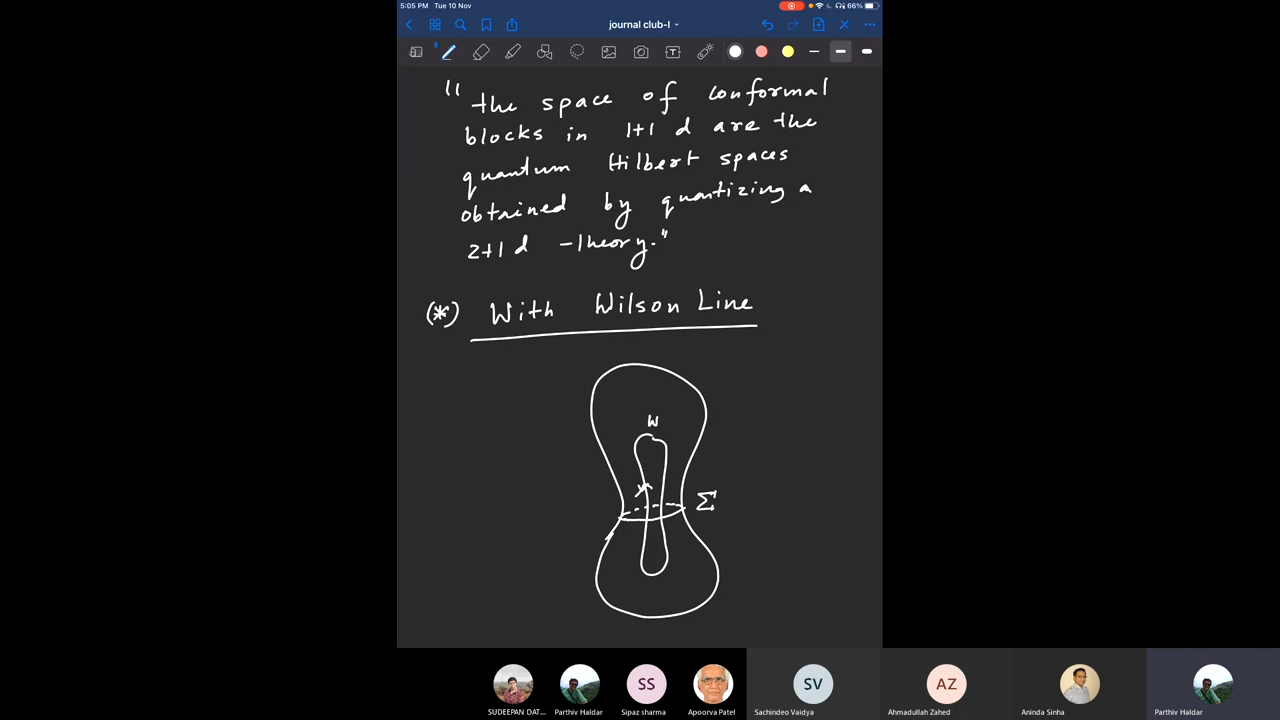 5:05 PM Tue 10 Nov
66%
journal club-I
"the space of conformal
blocks in 1+1 d are the
quantum Hilbert spaces
obtained by quantizing a
2+1 d -theory."
(*) With Wilson Line
W
Σ
SS
SV
AZ
SUDEEPAN DAT...
Parthiv Haldar
Sipaz sharma
Apoorva Patel
Sachindeo Vaidya
Ahmadullah Zahed
Aninda Sinha
Parthiv Haldar